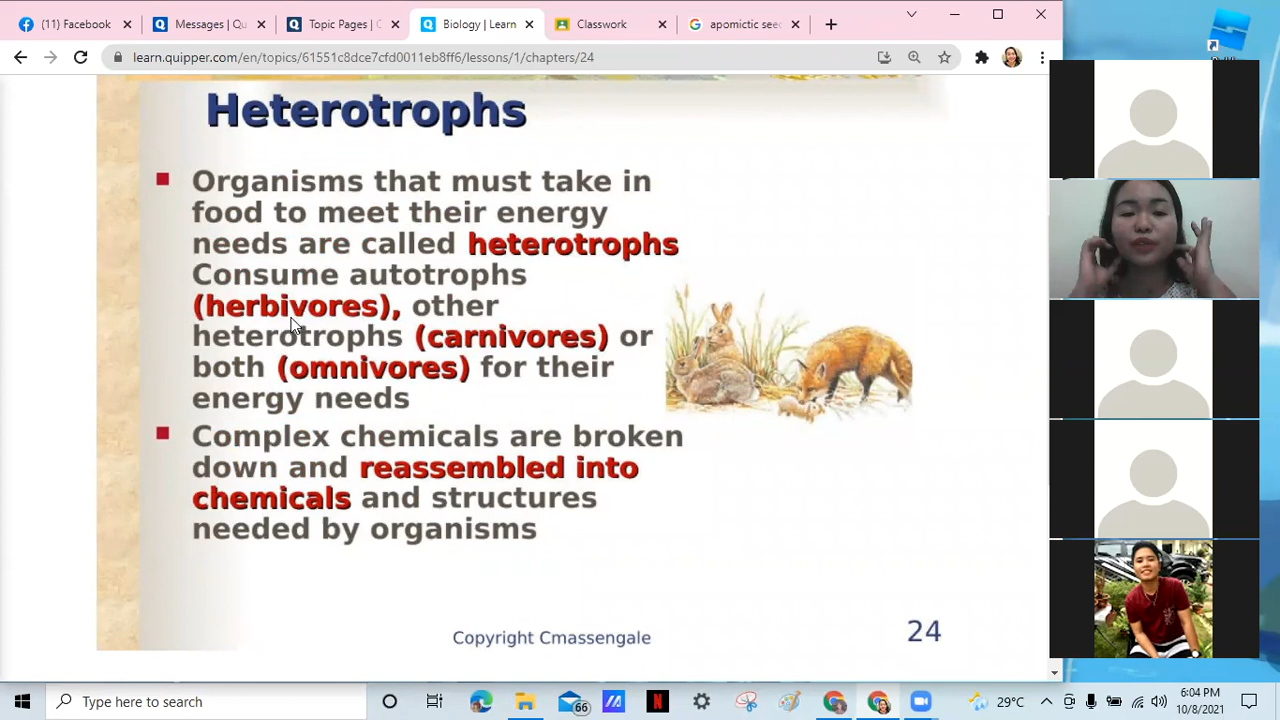 (11) Facebook
Messages | Qu
Topic Pages | C
Biology | Learn
Classwork
apomictic see
learn.quipper.com/en/topics/61551c8dce7cfd0011eb8ff6/lessons/1/chapters/24
Heterotrophs
Organisms that must take in
food to meet their energy
needs are called heterotrophs
Consume autotrophs
(herbivores), other
heterotrophs (carnivores) or
both (omnivores) for their
energy needs
Complex chemicals are broken
down and reassembled into
chemicals and structures
needed by organisms
Copyright Cmassengale
24
Type here to search
66
29°C
6:04 PM
10/8/2021